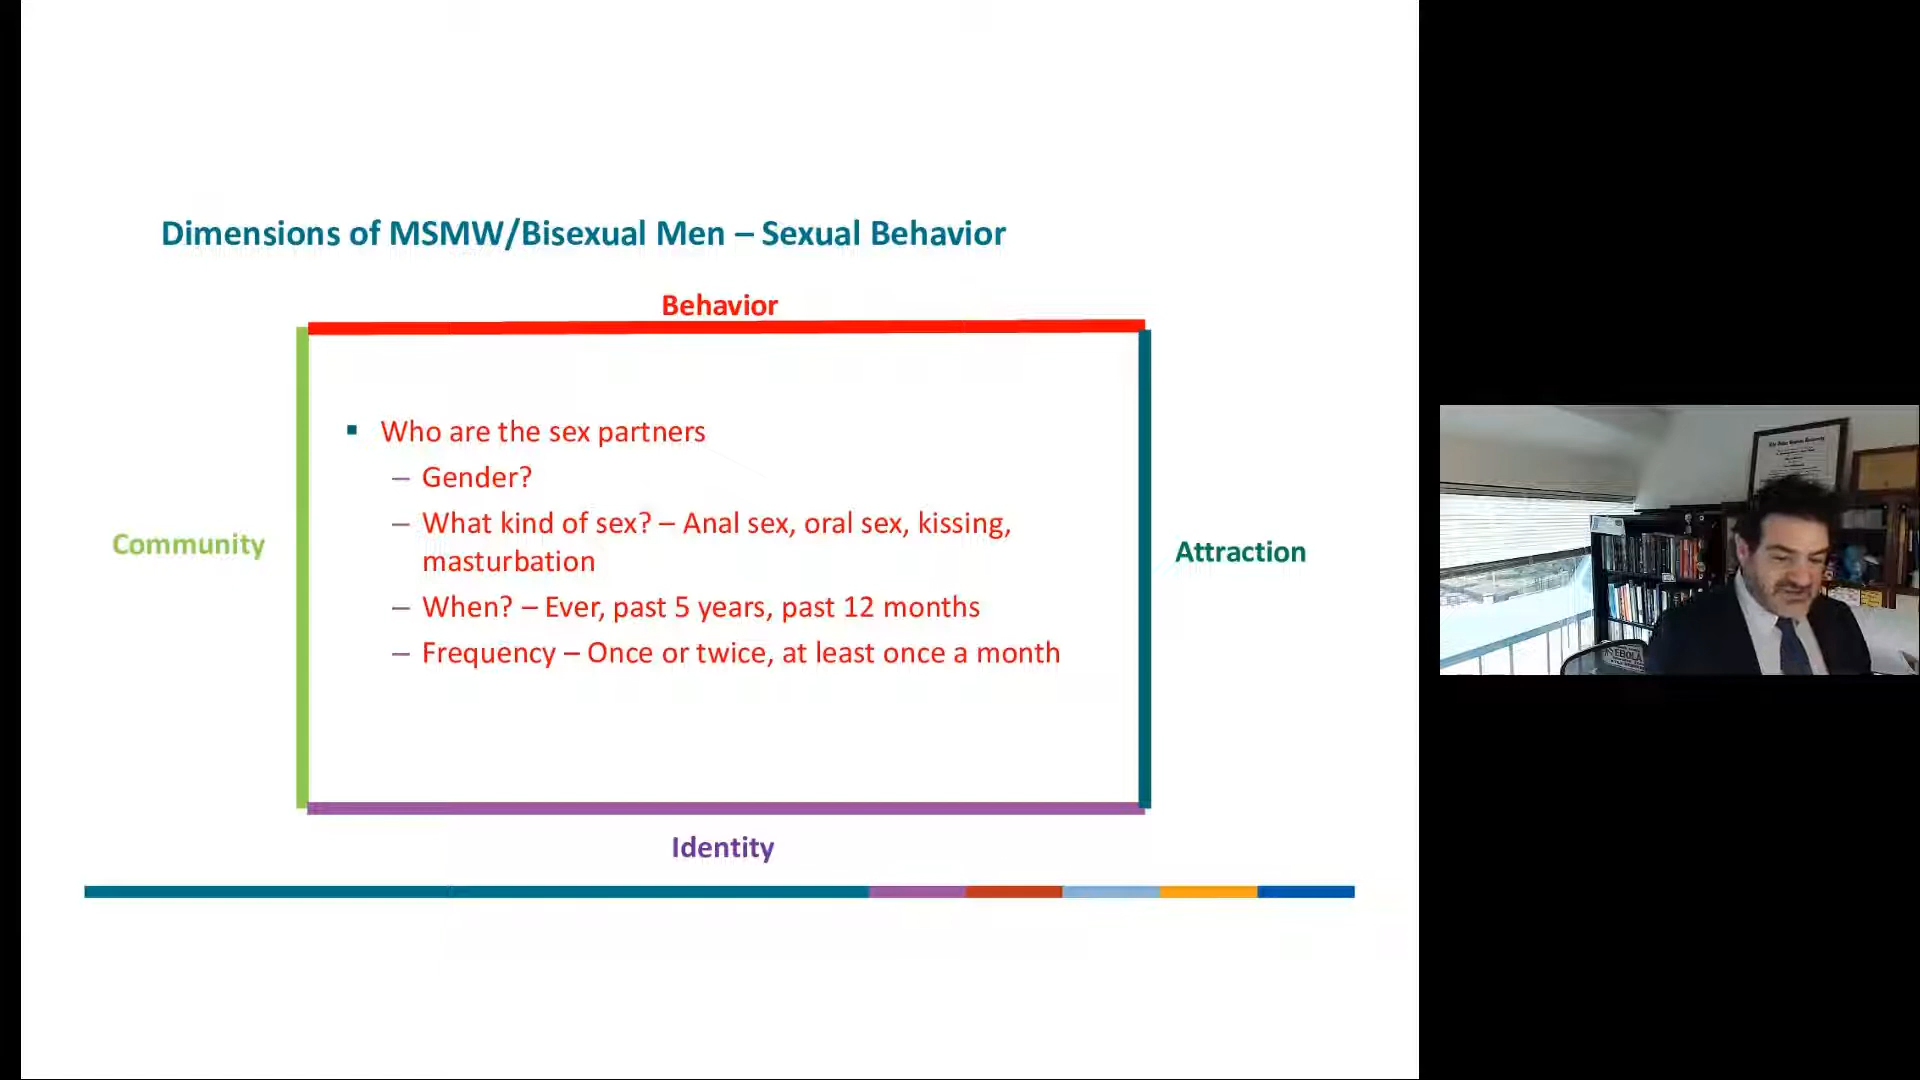 Dimensions of MSMW/Bisexual Men – Sexual Behavior
Behavior
▪ Who are the sex partners
– Gender?
– What kind of sex? – Anal sex, oral sex, kissing,
masturbation
– When? – Ever, past 5 years, past 12 months
– Frequency – Once or twice, at least once a month
Community
Attraction
Identity
EBOLA